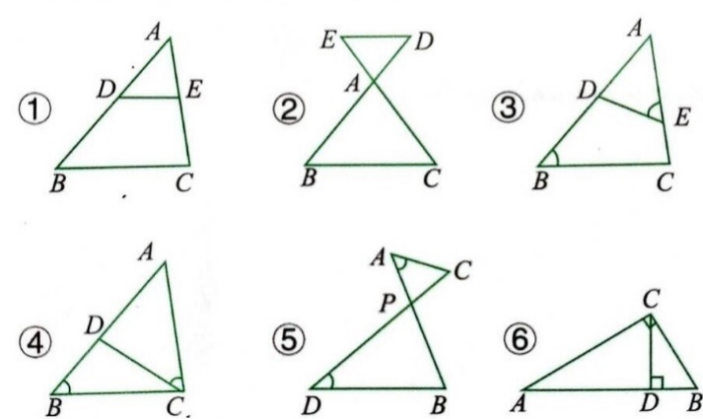 ① A D E B C
② E D A B C
③ A D E B C
④ A D B C
⑤ A C P D B
⑥ C A D B